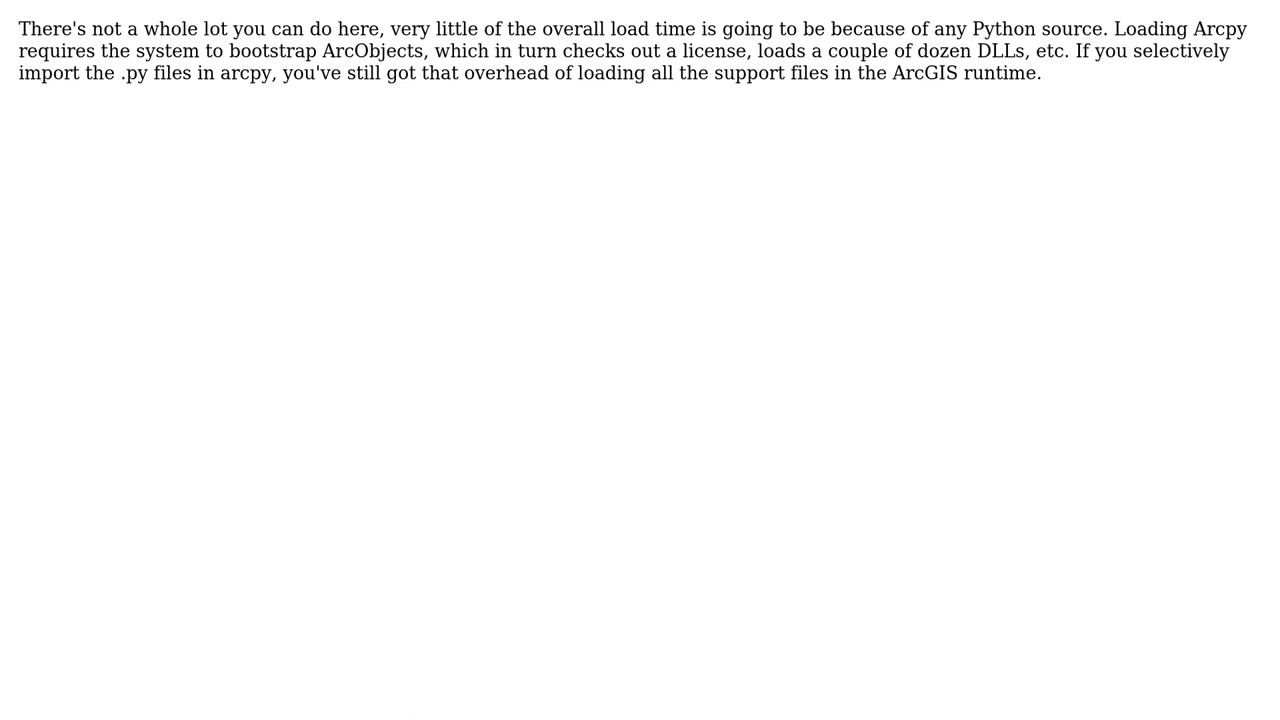 There's not a whole lot you can do here, very little of the overall load time is going to be because of any Python source. Loading Arcpy
requires the system to bootstrap ArcObjects, which in turn checks out a license, loads a couple of dozen DLLs, etc. If you selectively
import the .py files in arcpy, you've still got that overhead of loading all the support files in the ArcGIS runtime.